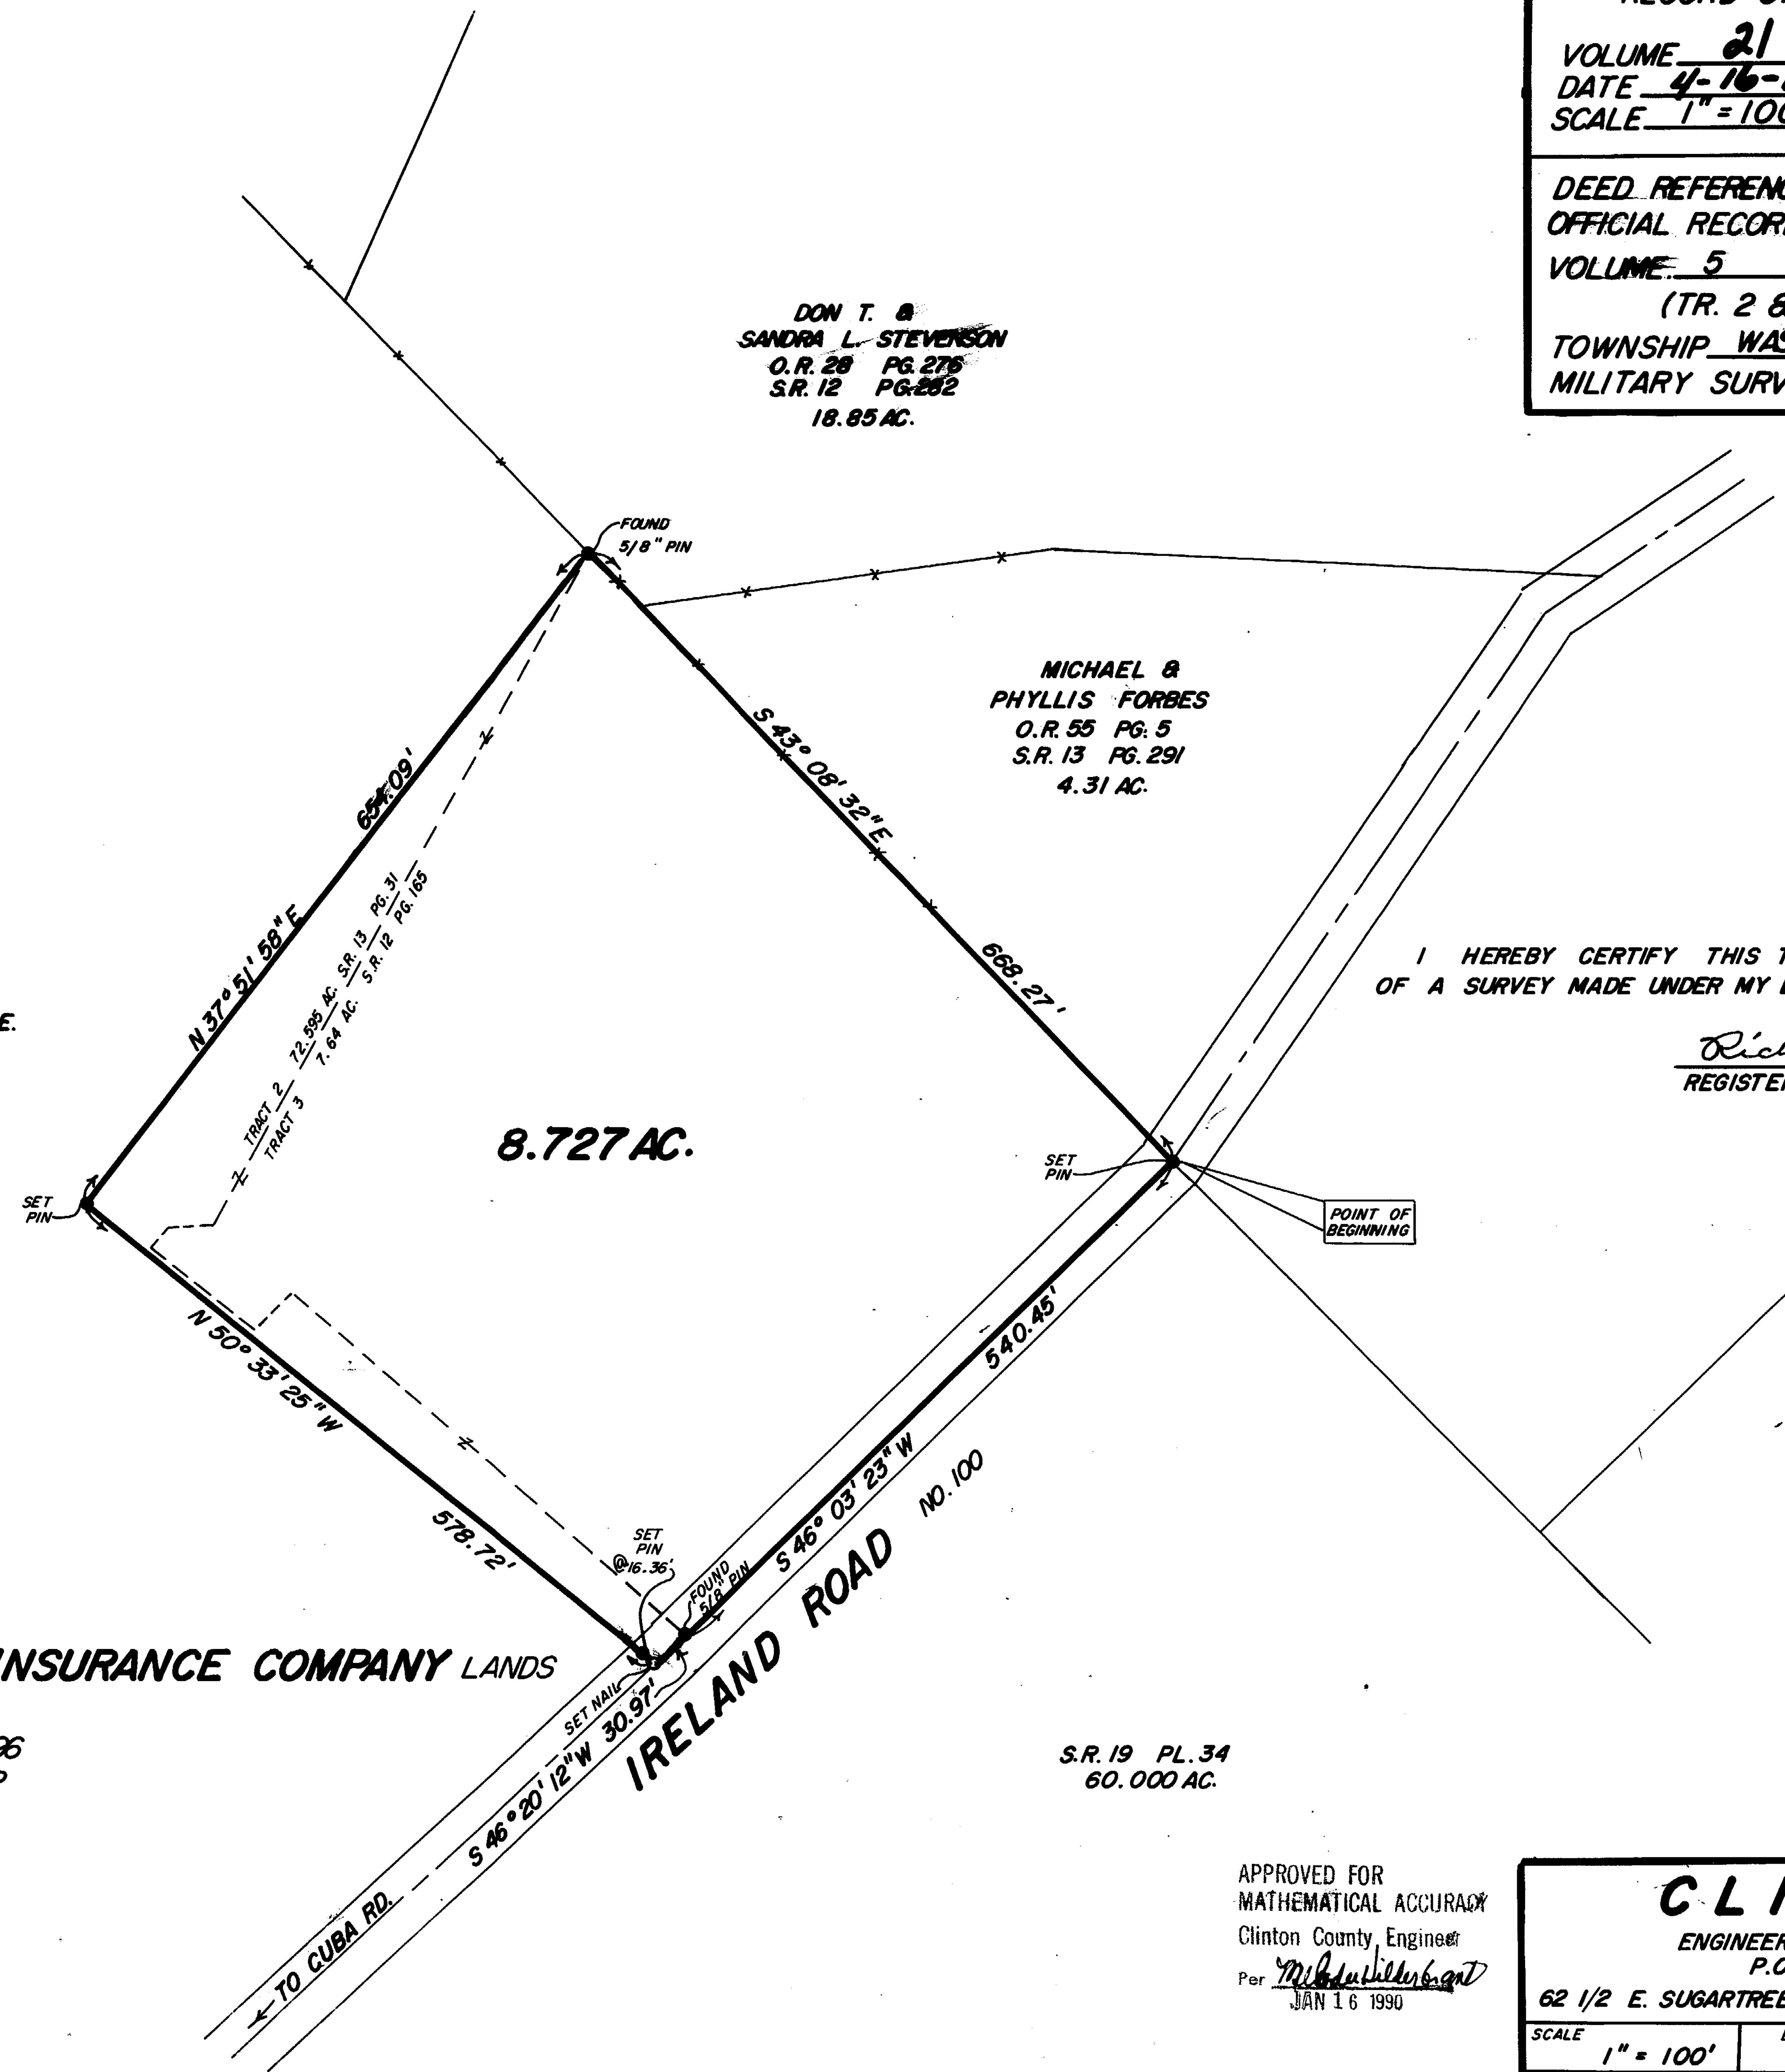 VOLUME 21
DATE 4-16-
SCALE 1" = 100
DEED REFERENC
OFFICIAL RECOR
VOLUME 5
(TR. 2 &
TOWNSHIP WAS
MILITARY SURV
DON T. &
SANDRA L. STEVENSON
O.R. 28 PG. 276
S.R. 12 PG. 282
18.85 AC.
FOUND
5/8" PIN
MICHAEL &
PHYLLIS FORBES
O.R. 55 PG. 5
S.R. 13 PG. 291
4.31 AC.
S 43° 08' 32" E
668.27'
654.09'
N 37° 51' 58" E
TRACT 2 72.595 AC. S.R. 13 PG. 31
TRACT 3 7.64 AC. S.R. 12 PG. 165
E.
I HEREBY CERTIFY THIS T
OF A SURVEY MADE UNDER MY
Rich
REGISTE
8.727 AC.
SET
PIN
POINT OF
BEGINNING
SET
PIN
N 50° 33' 25" W
578.72'
540.45'
S 46° 03' 23" W
SET
PIN
@ 16.36'
FOUND
5/8" PIN
IRELAND ROAD NO. 100
INSURANCE COMPANY LANDS
96
SET NAIL
S 46° 20' 12" W 30.97'
TO CUBA RD.
S.R. 19 PL. 34
60.000 AC.
APPROVED FOR
MATHEMATICAL ACCURACY
Clinton County Engineer
Per
JAN 16 1990
CLI
ENGINEER
P.O
62 1/2 E. SUGARTREE
SCALE
1" = 100'